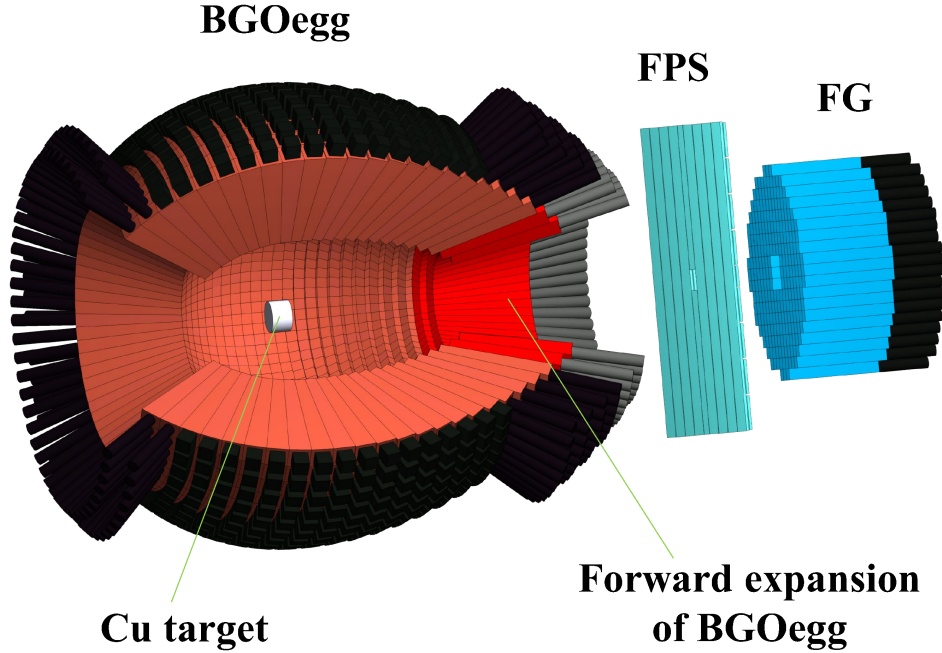 BGOegg
FPS
FG
Cu target
Forward expansion
of BGOegg